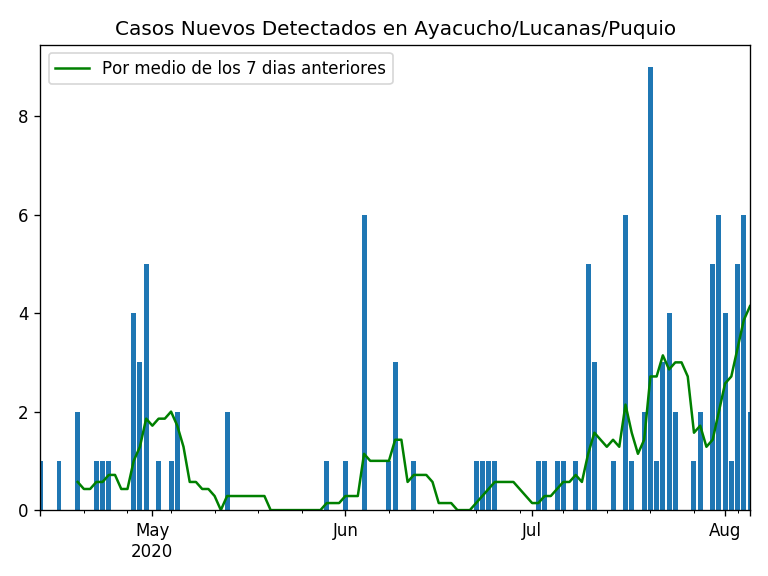 Casos Nuevos Detectados en Ayacucho/Lucanas/Puquio
Por medio de los 7 dias anteriores
8
6
4
2
0
May Jun Jul Aug
2020